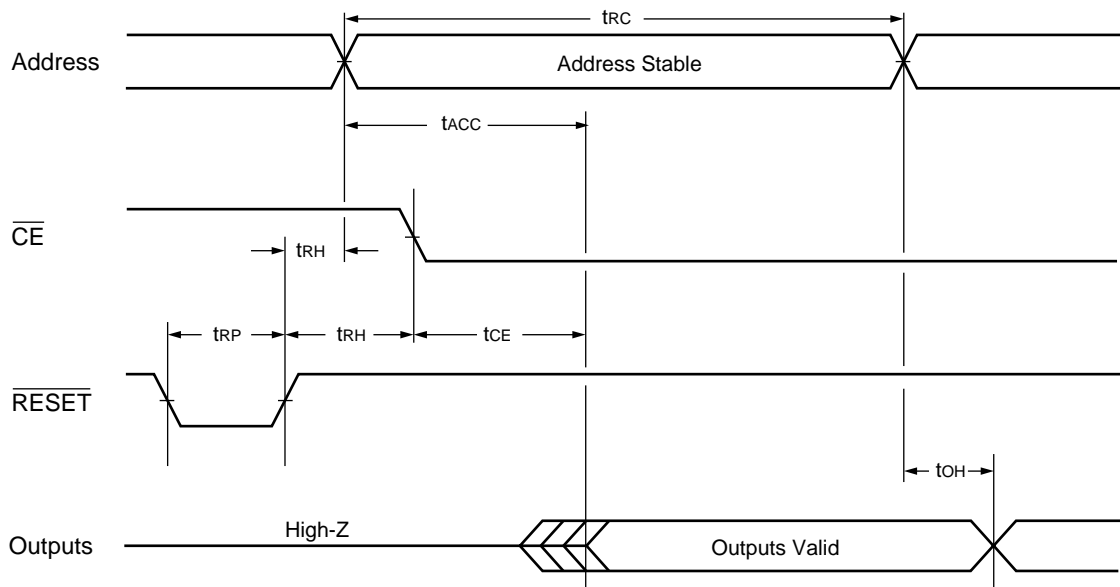 tRC
Address
Address Stable
tACC
CE
tRH
tRP
tRH
tCE
RESET
tOH
High-Z
Outputs
Outputs Valid